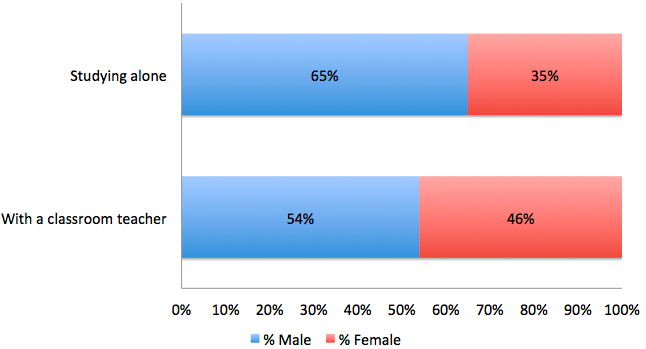 Studying alone
65%
35%
With a classroom teacher
54%
46%
0% 10% 20% 30% 40% 50% 60% 70% 80% 90% 100%
% Male % Female